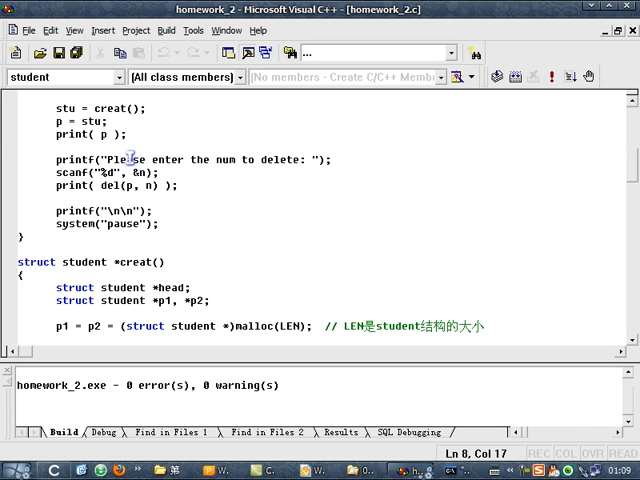 homework_2 - Microsoft Visual C++ - [homework_2.c]
File Edit View Insert Project Build Tools Window Help
...
student [All class members] [No members - Create C/C++ Membe
stu = creat();
p = stu;
print( p );
printf("Please enter the num to delete: ");
scanf("%d", &n);
print( del(p, n) );
printf("\n\n");
system("pause");
}
struct student *creat()
{
struct student *head;
struct student *p1, *p2;
p1 = p2 = (struct student *)malloc(LEN); // LEN是student结构的大小
homework_2.exe - 0 error(s), 0 warning(s)
Build Debug Find in Files 1 Find in Files 2 Results SQL Debugging
Ln 8, Col 17 REC COL OVR READ
第 W. C. W. 0.. h. 01:09